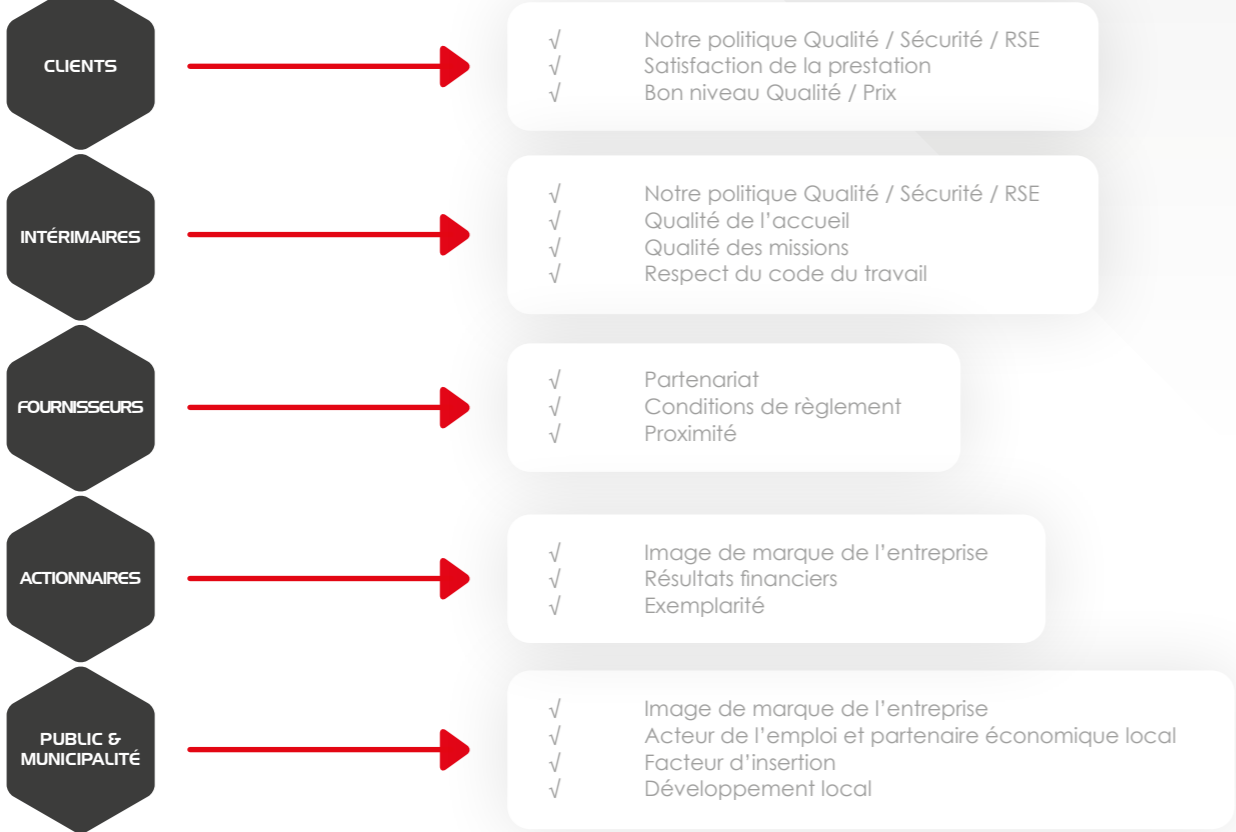 CLIENTS
√ Notre politique Qualité / Sécurité / RSE
√ Satisfaction de la prestation
√ Bon niveau Qualité / Prix
INTÉRIMAIRES
√ Notre politique Qualité / Sécurité / RSE
√ Qualité de l’accueil
√ Qualité des missions
√ Respect du code du travail
FOURNISSEURS
√ Partenariat
√ Conditions de règlement
√ Proximité
ACTIONNAIRES
√ Image de marque de l’entreprise
√ Résultats financiers
√ Exemplarité
PUBLIC &
MUNICIPALITÉ
√ Image de marque de l’entreprise
√ Acteur de l’emploi et partenaire économique local
√ Facteur d’insertion
√ Développement local